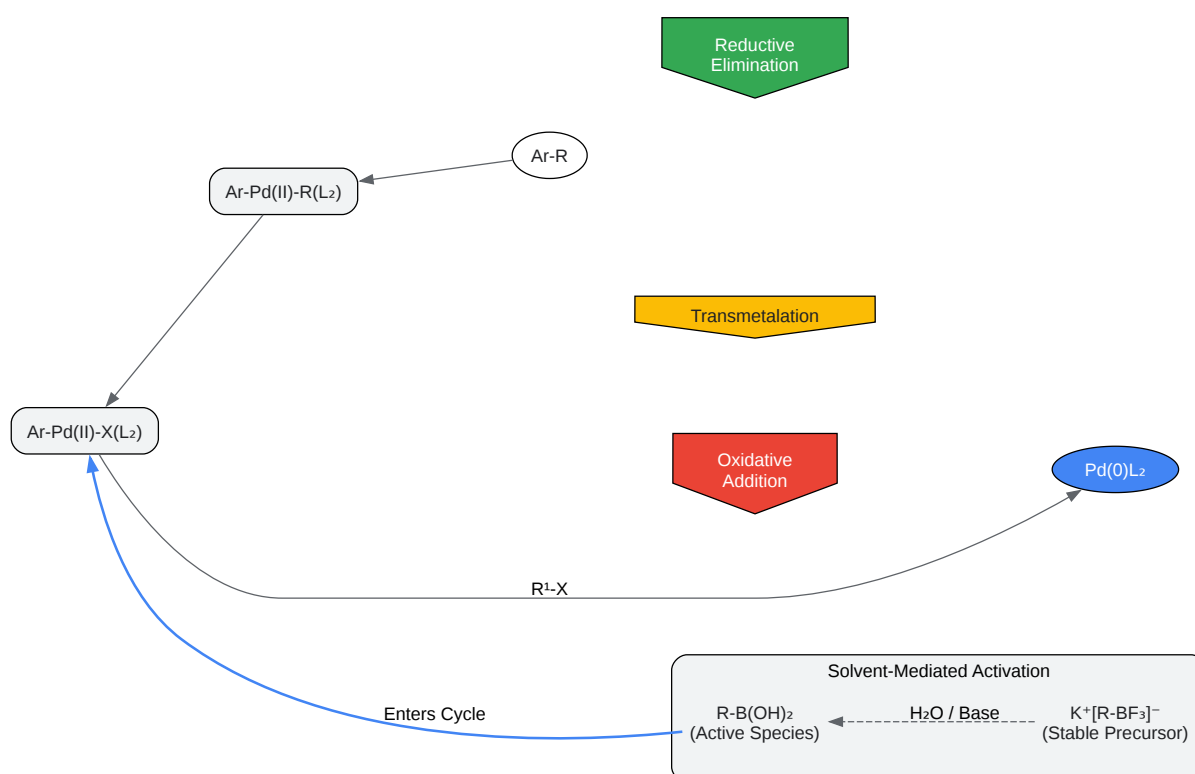 Reductive
Elimination
Ar-R
Ar-Pd(II)-R(L₂)
Transmetalation
Ar-Pd(II)-X(L₂)
Oxidative
Addition
Pd(0)L₂
R¹-X
Solvent-Mediated Activation
Enters Cycle
R-B(OH)₂
(Active Species)
H₂O / Base
K⁺[R-BF₃]⁻
(Stable Precursor)